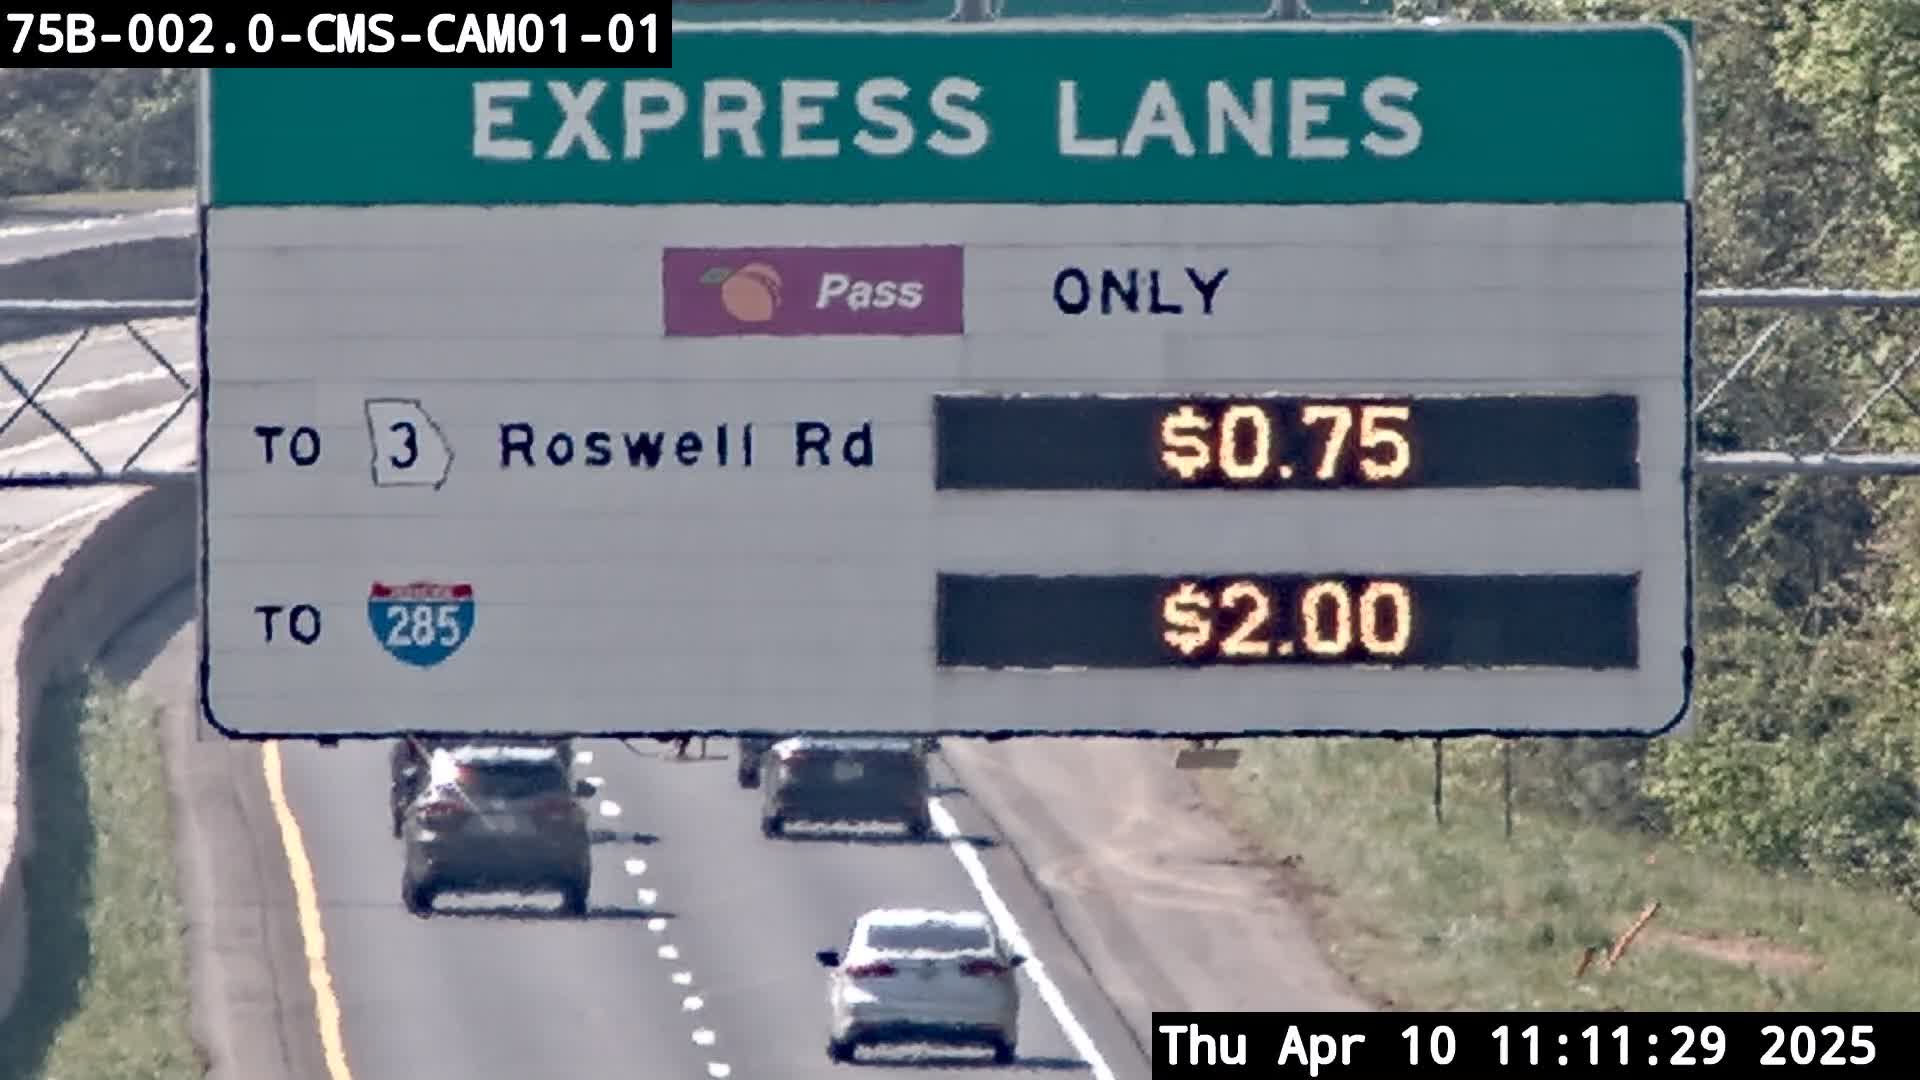 75B-002.0-CMS-CAM01-01
EXPRESS LANES
Pass ONLY
TO 3 Roswell Rd $0.75
TO 285 $2.00
Thu Apr 10 11:11:29 2025